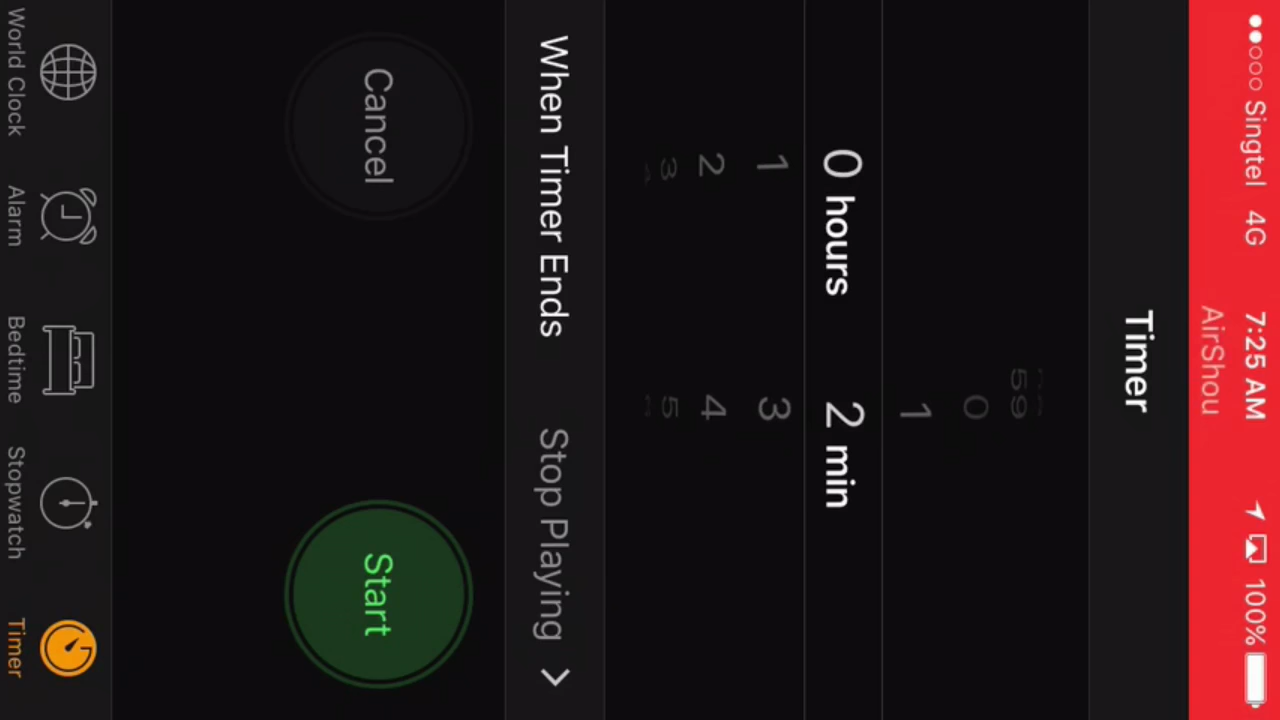 Singtel 4G 7:25 AM 100%
AirShou
Timer
59
0
1
0 hours 2 min
1 3
2 4
3 5
When Timer Ends Stop Playing
Cancel Start
World Clock Alarm Bedtime Stopwatch Timer